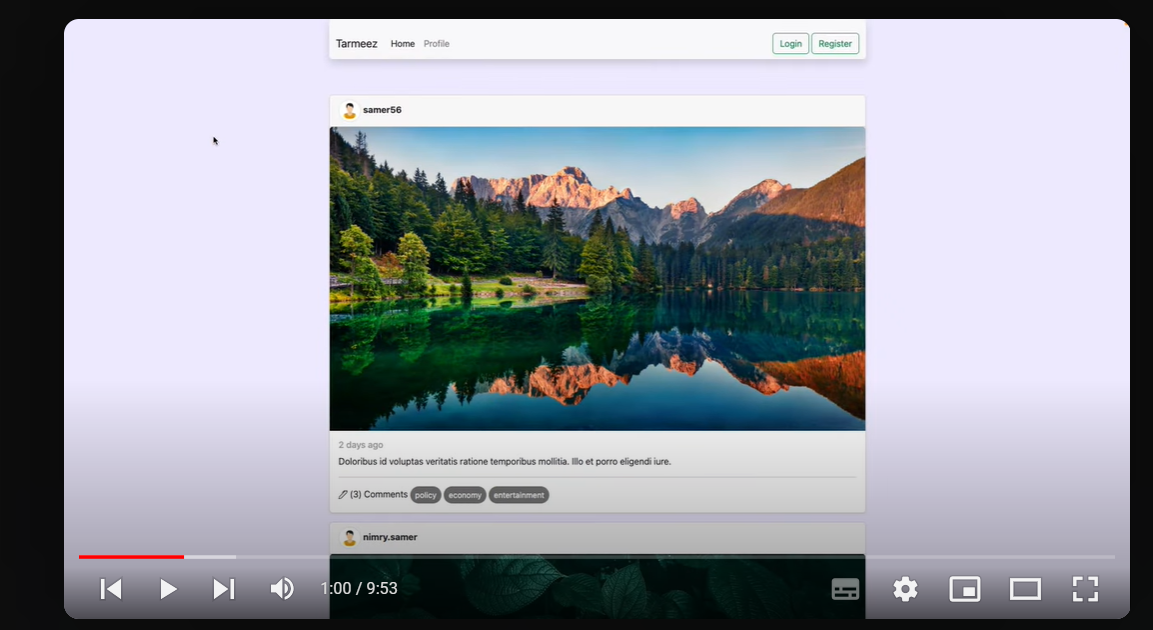 Tarmeez Home Profile Login Register
samer56
2 days ago
Doloribus id voluptas veritatis ratione temporibus mollitia. Illo et porro eligendi iure.
(3) Comments policy economy entertainment
nimry.samer
1:00 / 9:53